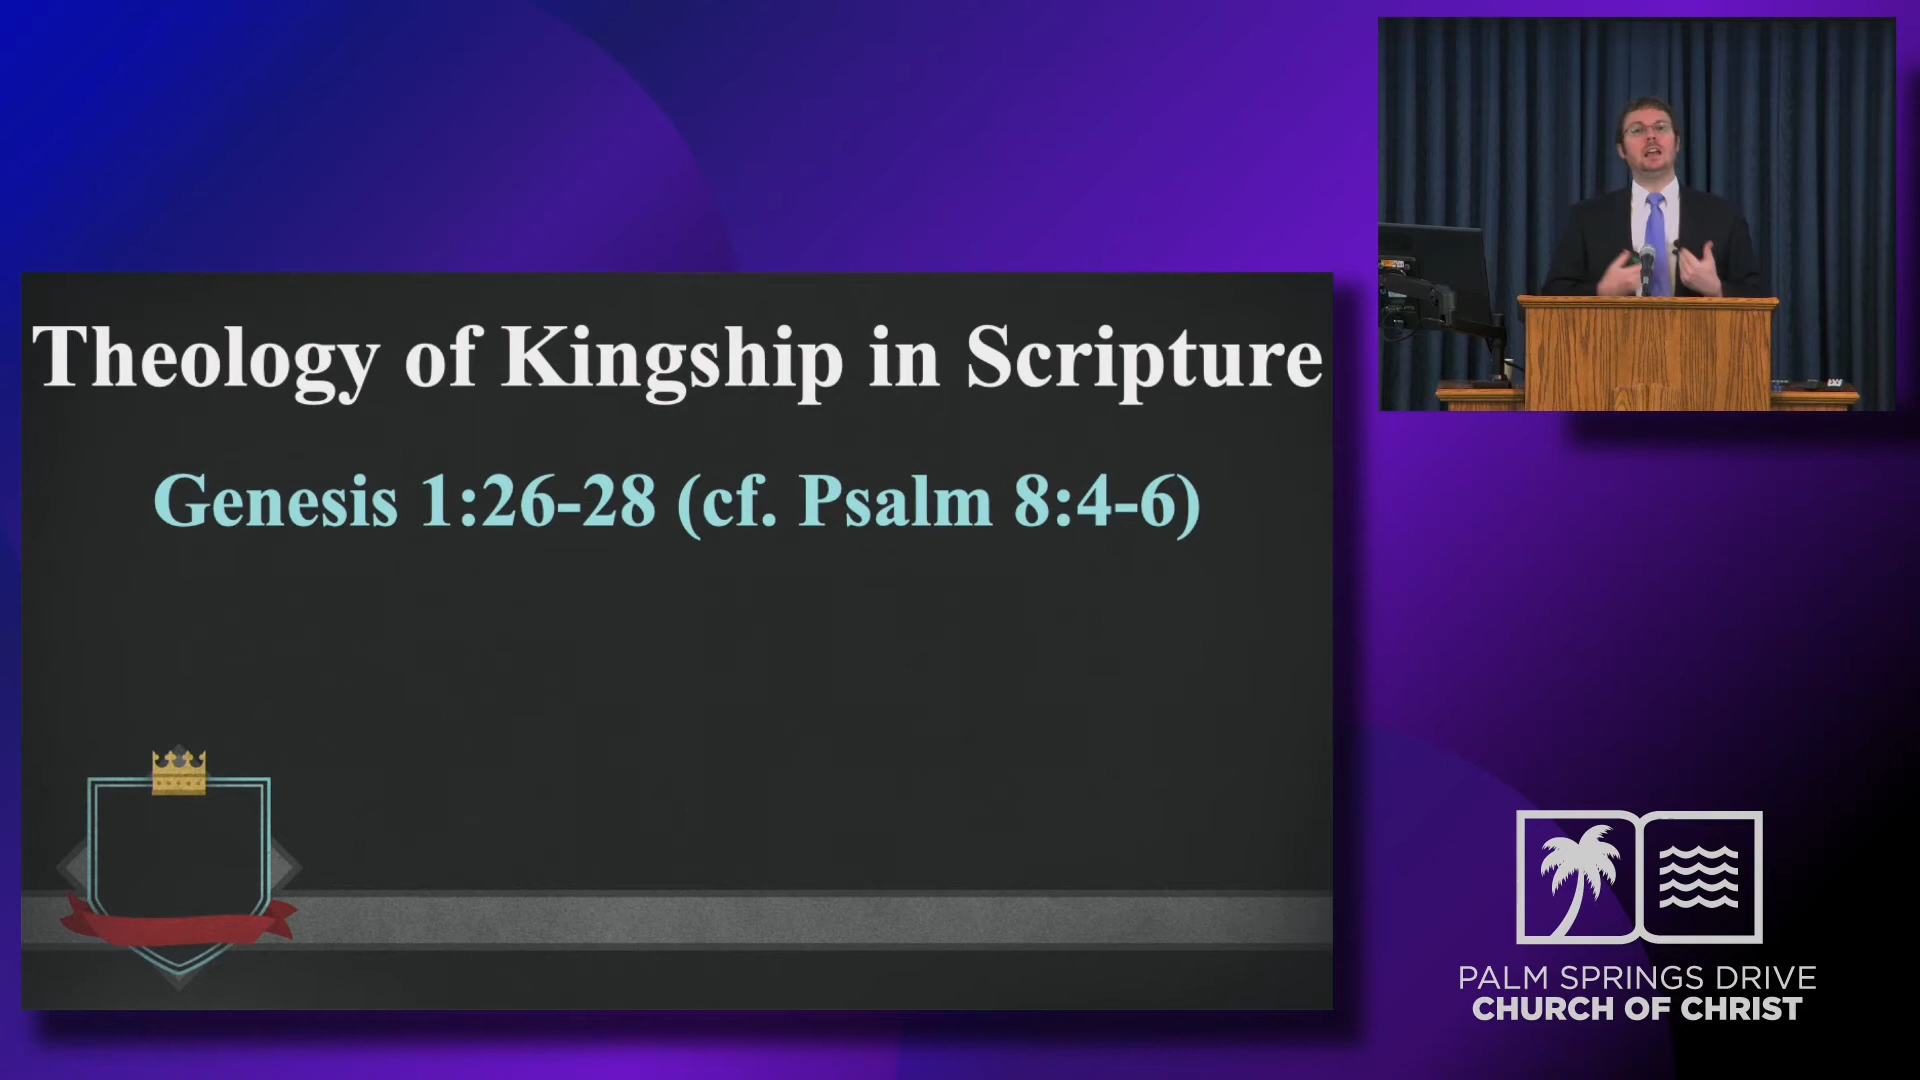 Theology of Kingship in Scripture
Genesis 1:26-28 (cf. Psalm 8:4-6)
PALM SPRINGS DRIVE
CHURCH OF CHRIST